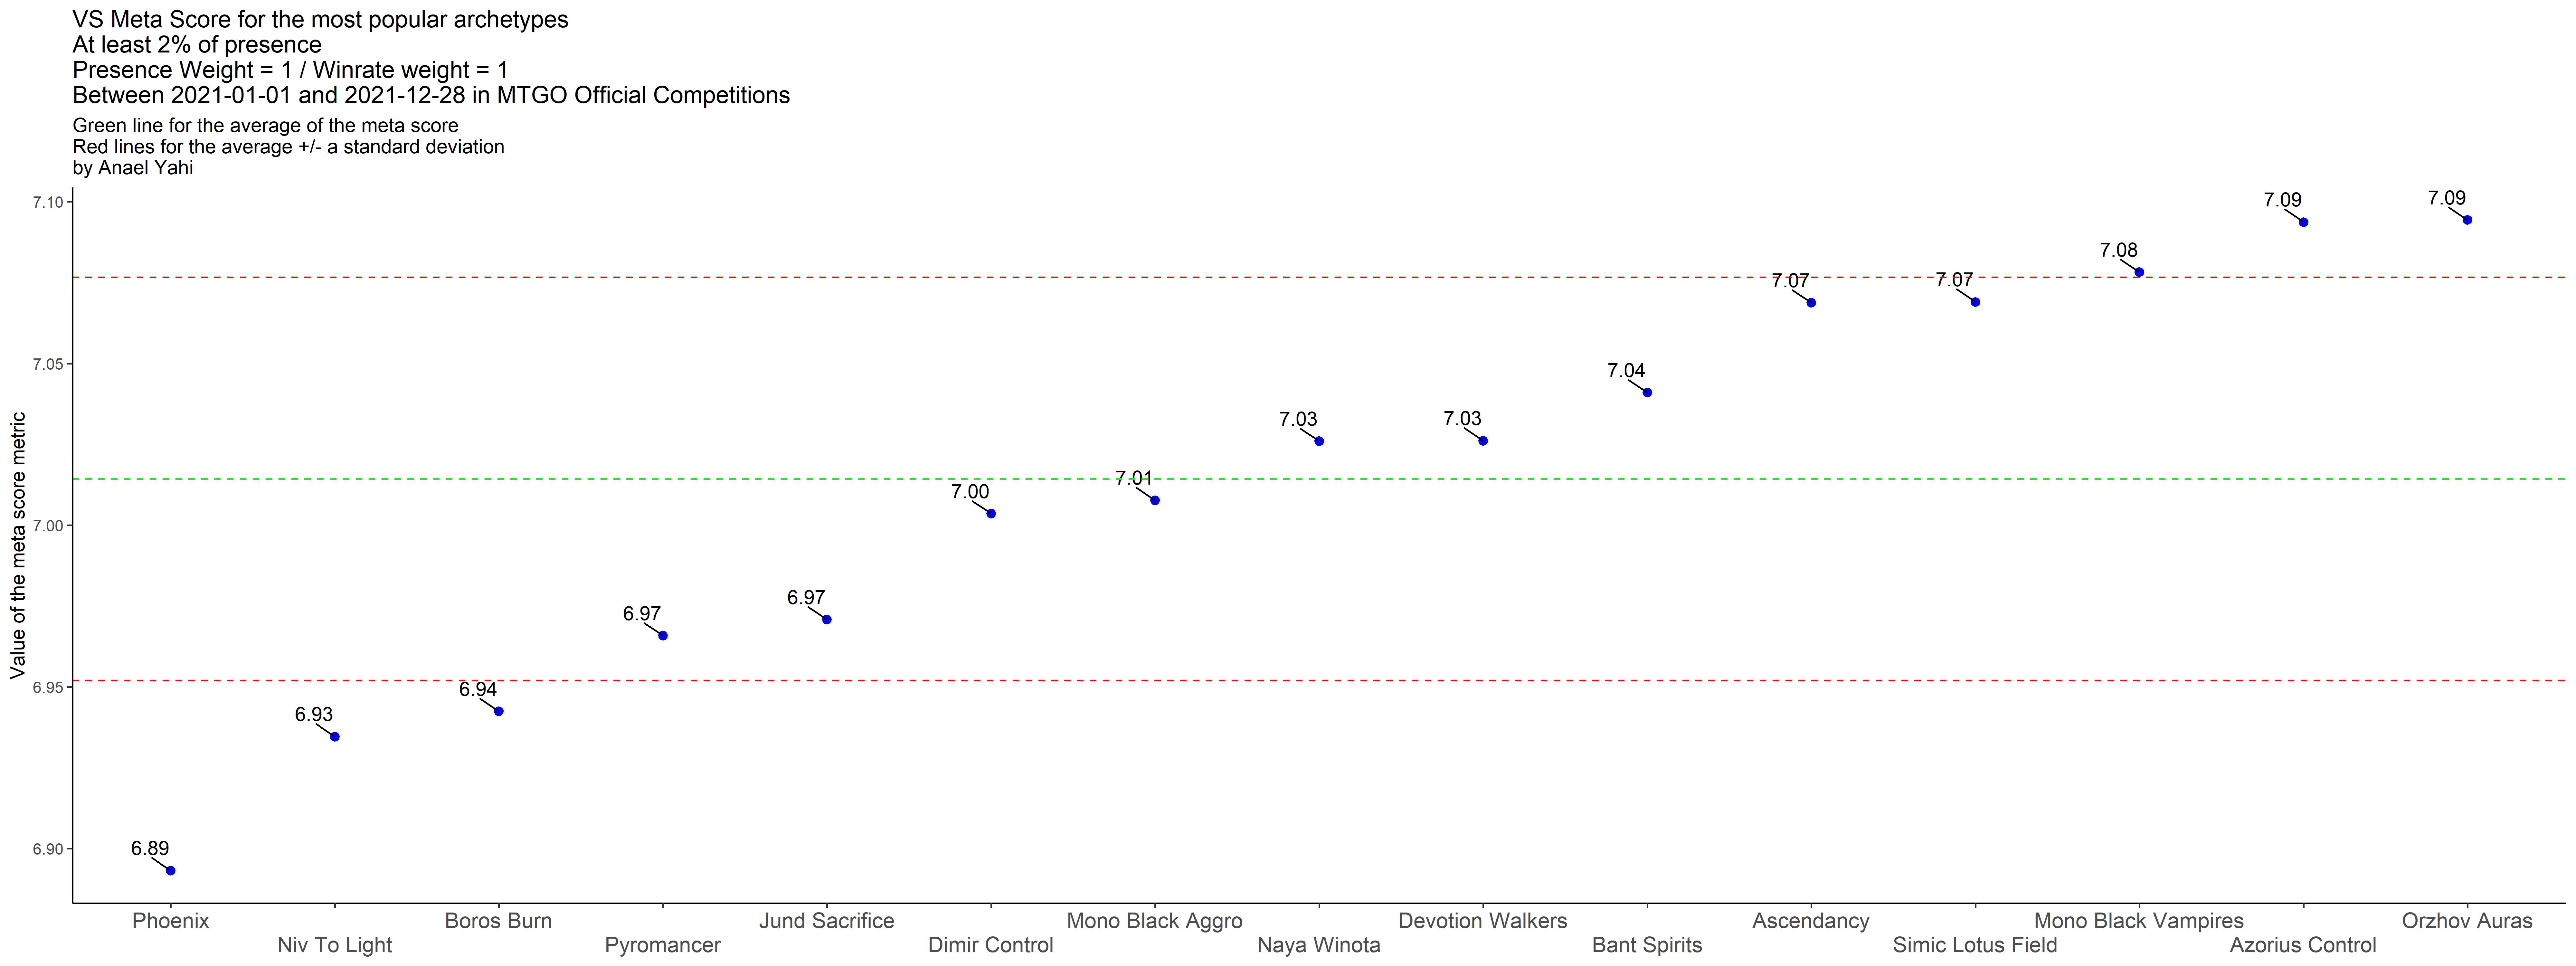 VS Meta Score for the most popular archetypes
At least 2% of presence
Presence Weight = 1 / Winrate weight = 1
Between 2021-01-01 and 2021-12-28 in MTGO Official Competitions
Green line for the average of the meta score
Red lines for the average +/- a standard deviation
by Anael Yahi
Value of the meta score metric
7.10
7.05
7.00
6.95
6.90
6.89
6.93
6.94
6.97
6.97
7.00
7.01
7.03
7.03
7.04
7.07
7.07
7.08
7.09
7.09
Phoenix
Niv To Light
Boros Burn
Pyromancer
Jund Sacrifice
Dimir Control
Mono Black Aggro
Naya Winota
Devotion Walkers
Bant Spirits
Ascendancy
Simic Lotus Field
Mono Black Vampires
Azorius Control
Orzhov Auras